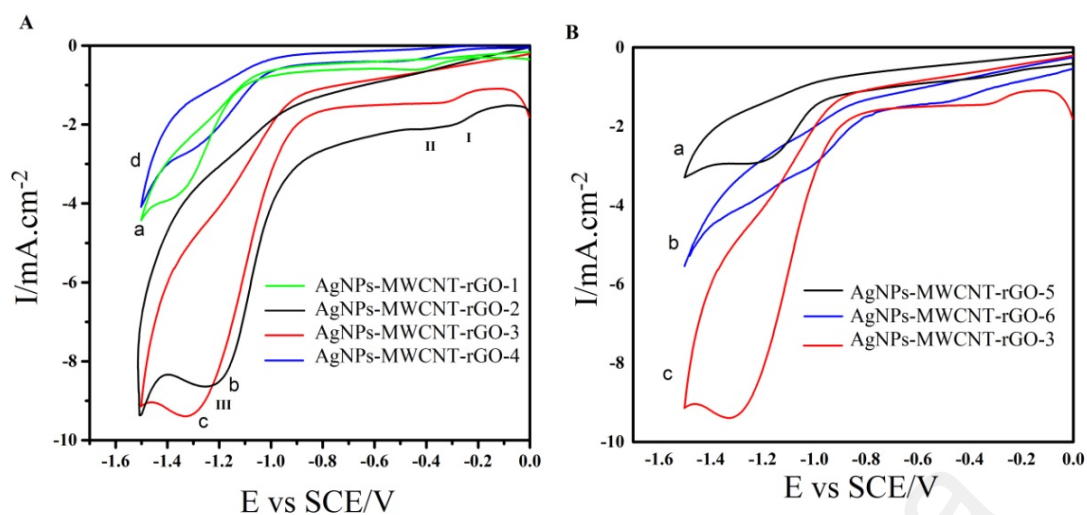 A
0
-2
-4
-6
-8
-10
I/mA.cm-2
-1.6
-1.4
-1.2
-1.0
-0.8
-0.6
-0.4
-0.2
0.0
E vs SCE/V
d
a
b
III
c
II
I
AgNPs-MWCNT-rGO-1
AgNPs-MWCNT-rGO-2
AgNPs-MWCNT-rGO-3
AgNPs-MWCNT-rGO-4
B
0
-2
-4
-6
-8
-10
I/mA.cm-2
-1.6
-1.4
-1.2
-1.0
-0.8
-0.6
-0.4
-0.2
0.0
E vs SCE/V
a
b
c
AgNPs-MWCNT-rGO-5
AgNPs-MWCNT-rGO-6
AgNPs-MWCNT-rGO-3